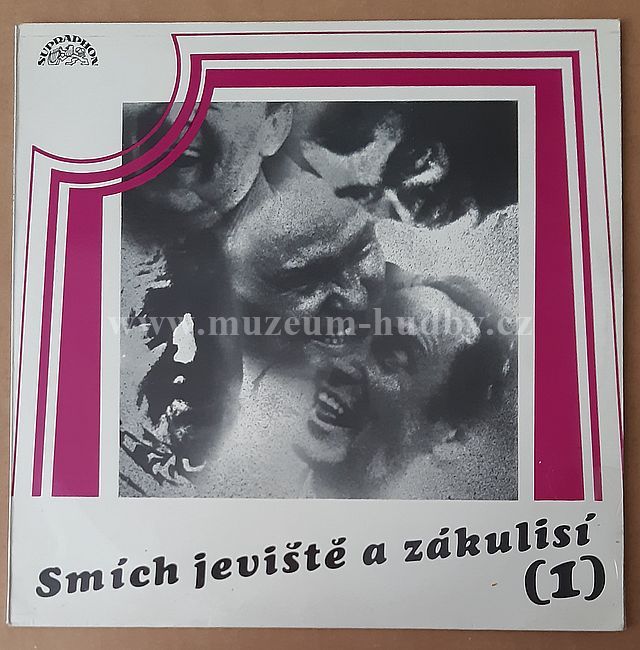 SUPRAPHON
www.muzeum-hudby.cz
Smích jeviště a zákulisí
(1)